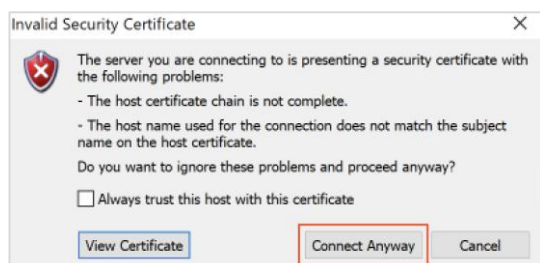 Invalid Security Certificate
The server you are connecting to is presenting a security certificate with
the following problems:
- The host certificate chain is not complete.
- The host name used for the connection does not match the subject
name on the host certificate.
Do you want to ignore these problems and proceed anyway?
Always trust this host with this certificate
View Certificate Connect Anyway Cancel